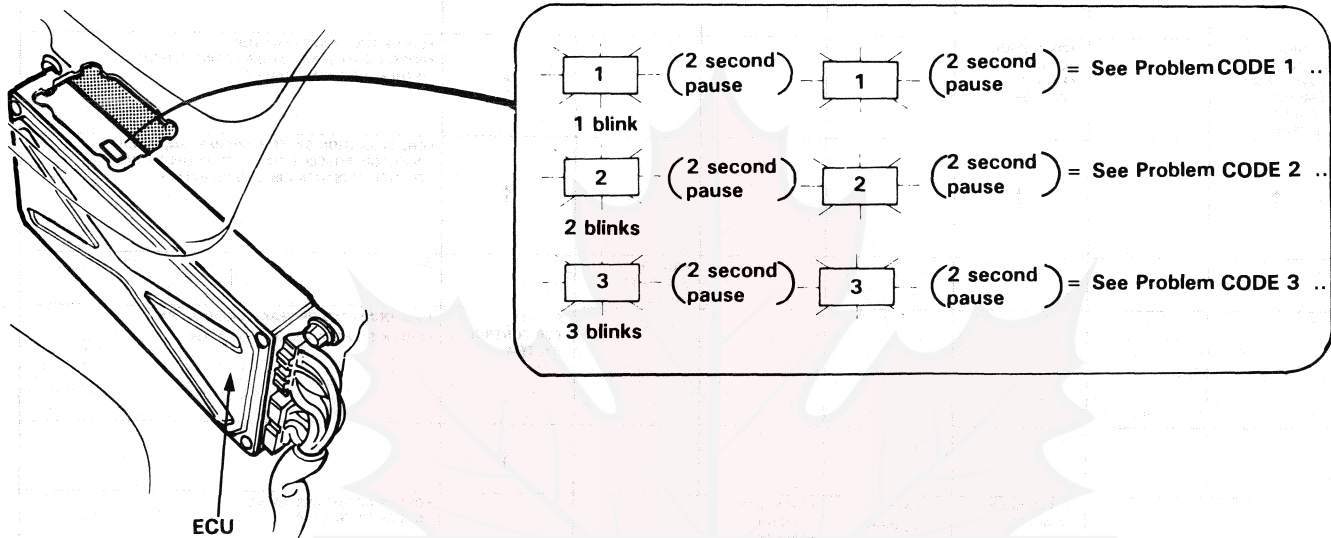 1 (2 second pause) 1 (2 second pause) = See Problem CODE 1 ..
1 blink
2 (2 second pause) 2 (2 second pause) = See Problem CODE 2 ..
2 blinks
3 (2 second pause) 3 (2 second pause) = See Problem CODE 3 ..
3 blinks
ECU